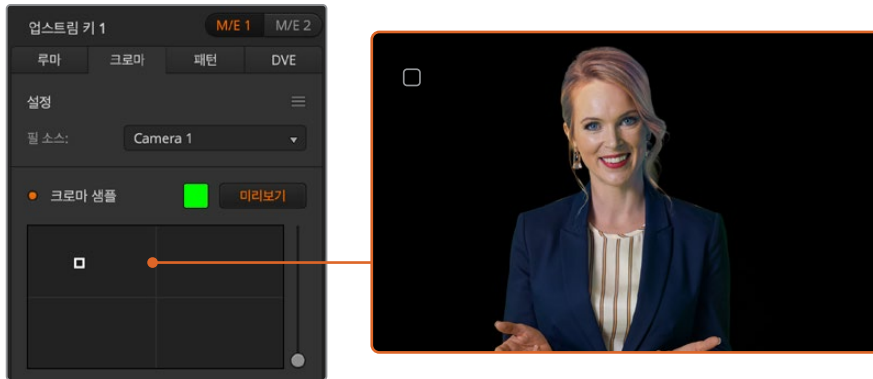 업스트림 키 1
M/E 1 M/E 2
루마 크로마 패턴 DVE
설정
필 소스: Camera 1
크로마 샘플 미리보기